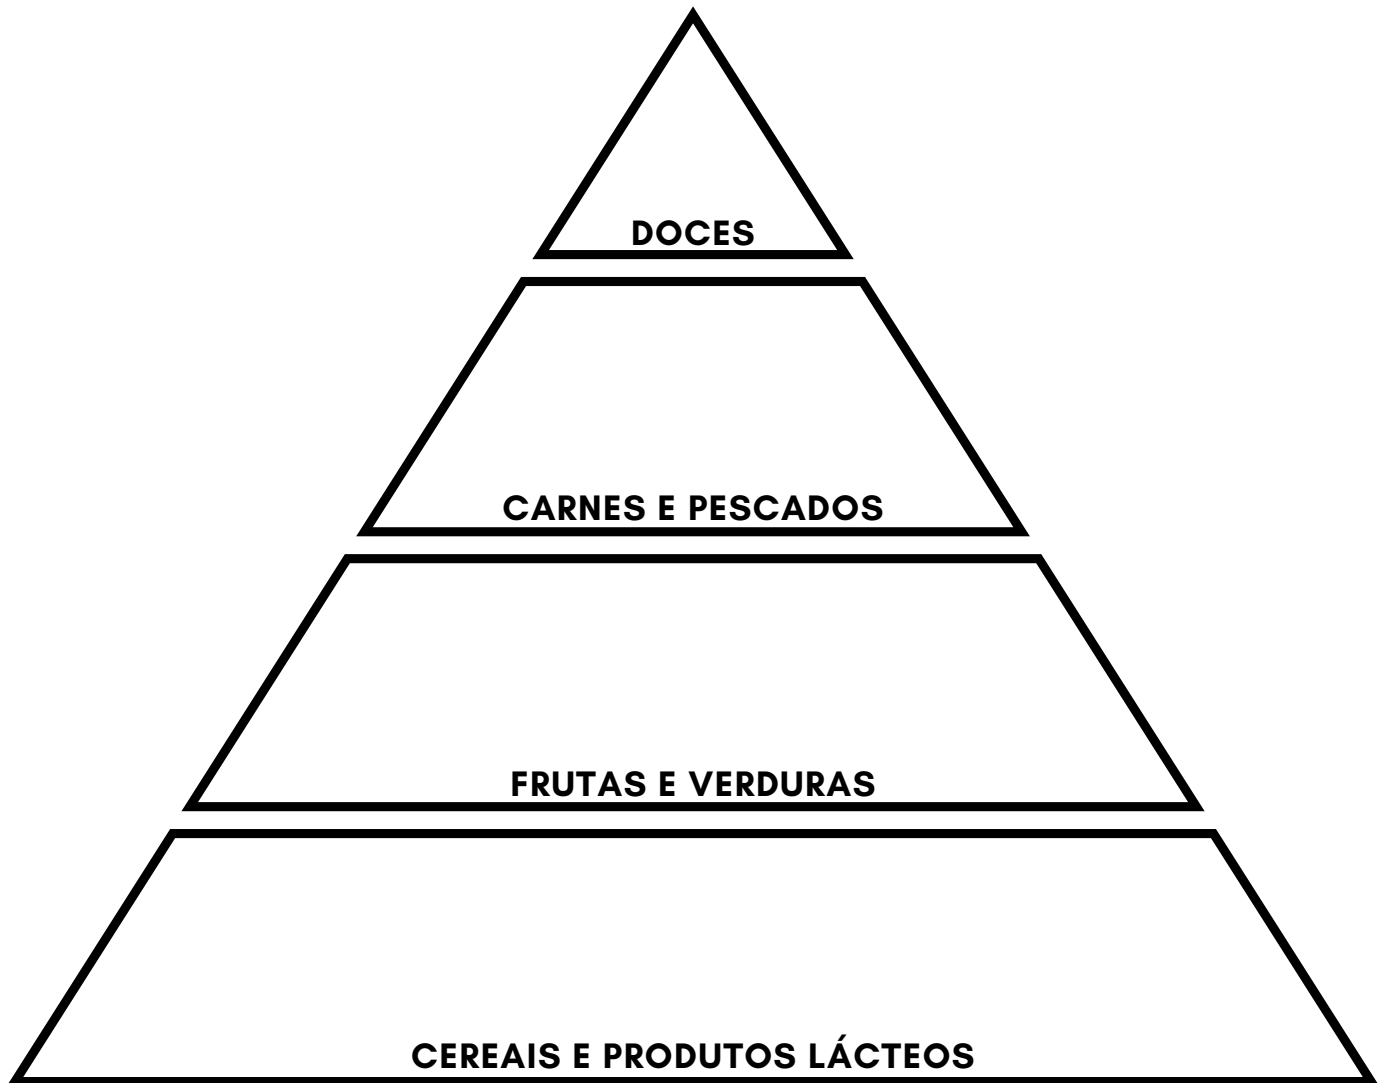 DOCES
CARNES E PESCADOS
FRUTAS E VERDURAS
CEREAIS E PRODUTOS LÁCTEOS